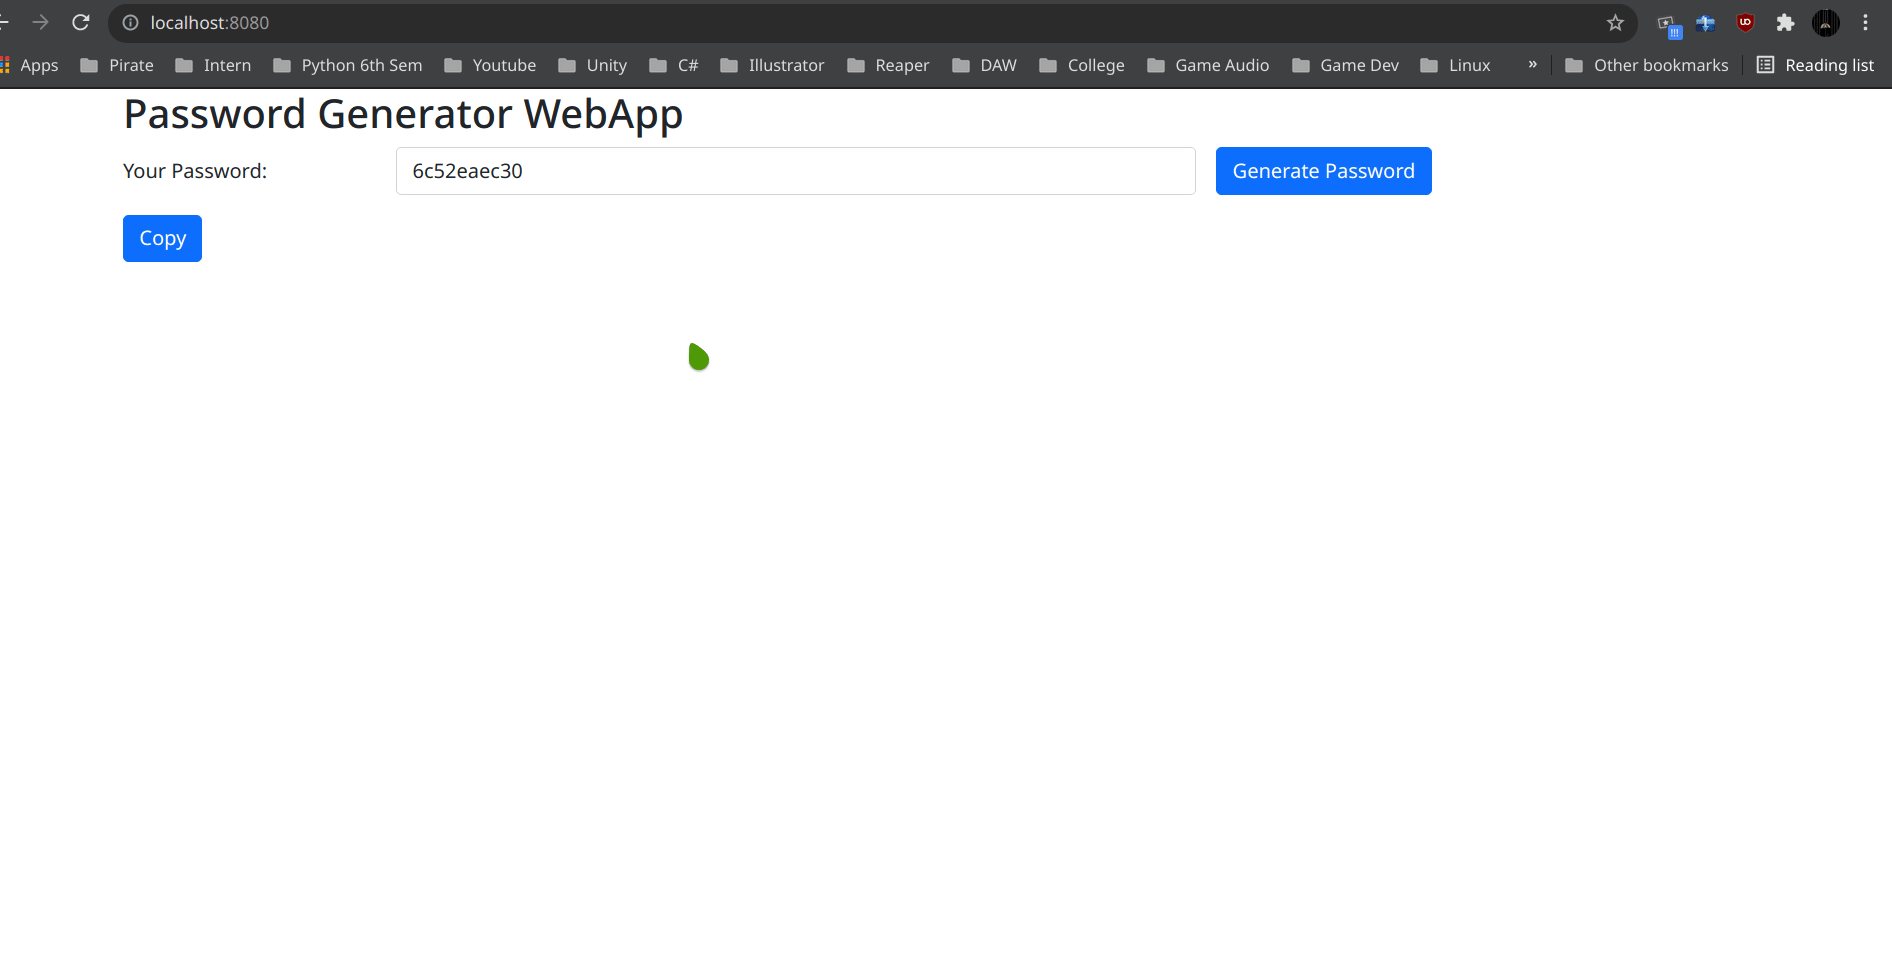 localhost:8080
!!!
UO
Apps Pirate Intern Python 6th Sem Youtube Unity C# Illustrator Reaper DAW College Game Audio Game Dev Linux » Other bookmarks Reading list
Password Generator WebApp
Your Password: 6c52eaec30 Generate Password
Copy